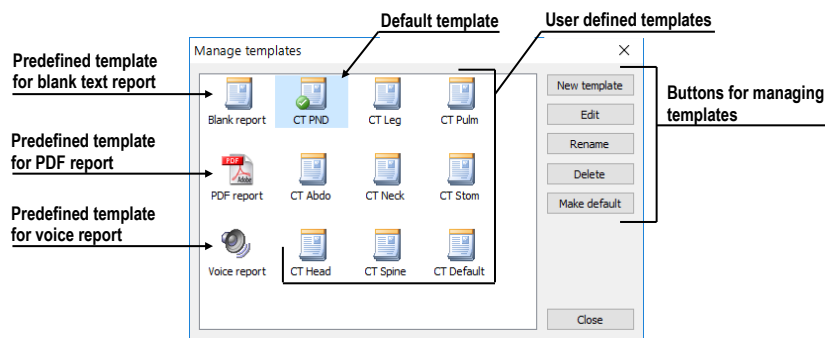 Default template
User defined templates
Manage templates
Predefined template
for blank text report
Blank report
CT PND
CT Leg
CT Pulm
New template
Edit
Rename
Delete
Make default
Buttons for managing
templates
Predefined template
for PDF report
PDF
Adobe
PDF report
CT Abdo
CT Neck
CT Stom
Predefined template
for voice report
Voice report
CT Head
CT Spine
CT Default
Close